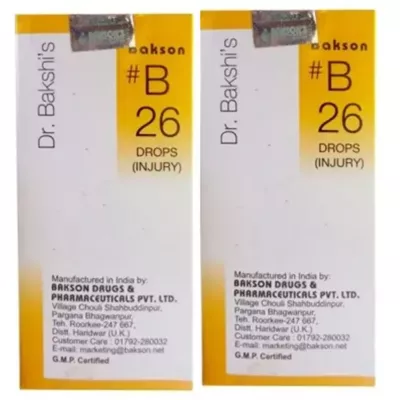 Dr. Bakshi's
Bakson
#B
26
DROPS
(INJURY)
Manufactured in India by:
BAKSON DRUGS &
PHARMACEUTICALS PVT. LTD.
Village Chouli Shahbuddinpur,
Pargana Bhagwanpur,
Teh. Roorkee-247 667,
Distt. Haridwar (U.K.)
Customer Care : 01792-280032
E-mail: marketing@bakson.net
G.M.P. Certified
Dr. Bakshi's
Bakson
#B
26
DROPS
(INJURY)
Manufactured in India by:
BAKSON DRUGS &
PHARMACEUTICALS PVT. LTD.
Village Chouli Shahbuddinpur,
Pargana Bhagwanpur,
Teh. Roorkee-247 667,
Distt. Haridwar (U.K.)
Customer Care : 01792-280032
E-mail: marketing@bakson.net
G.M.P. Certified